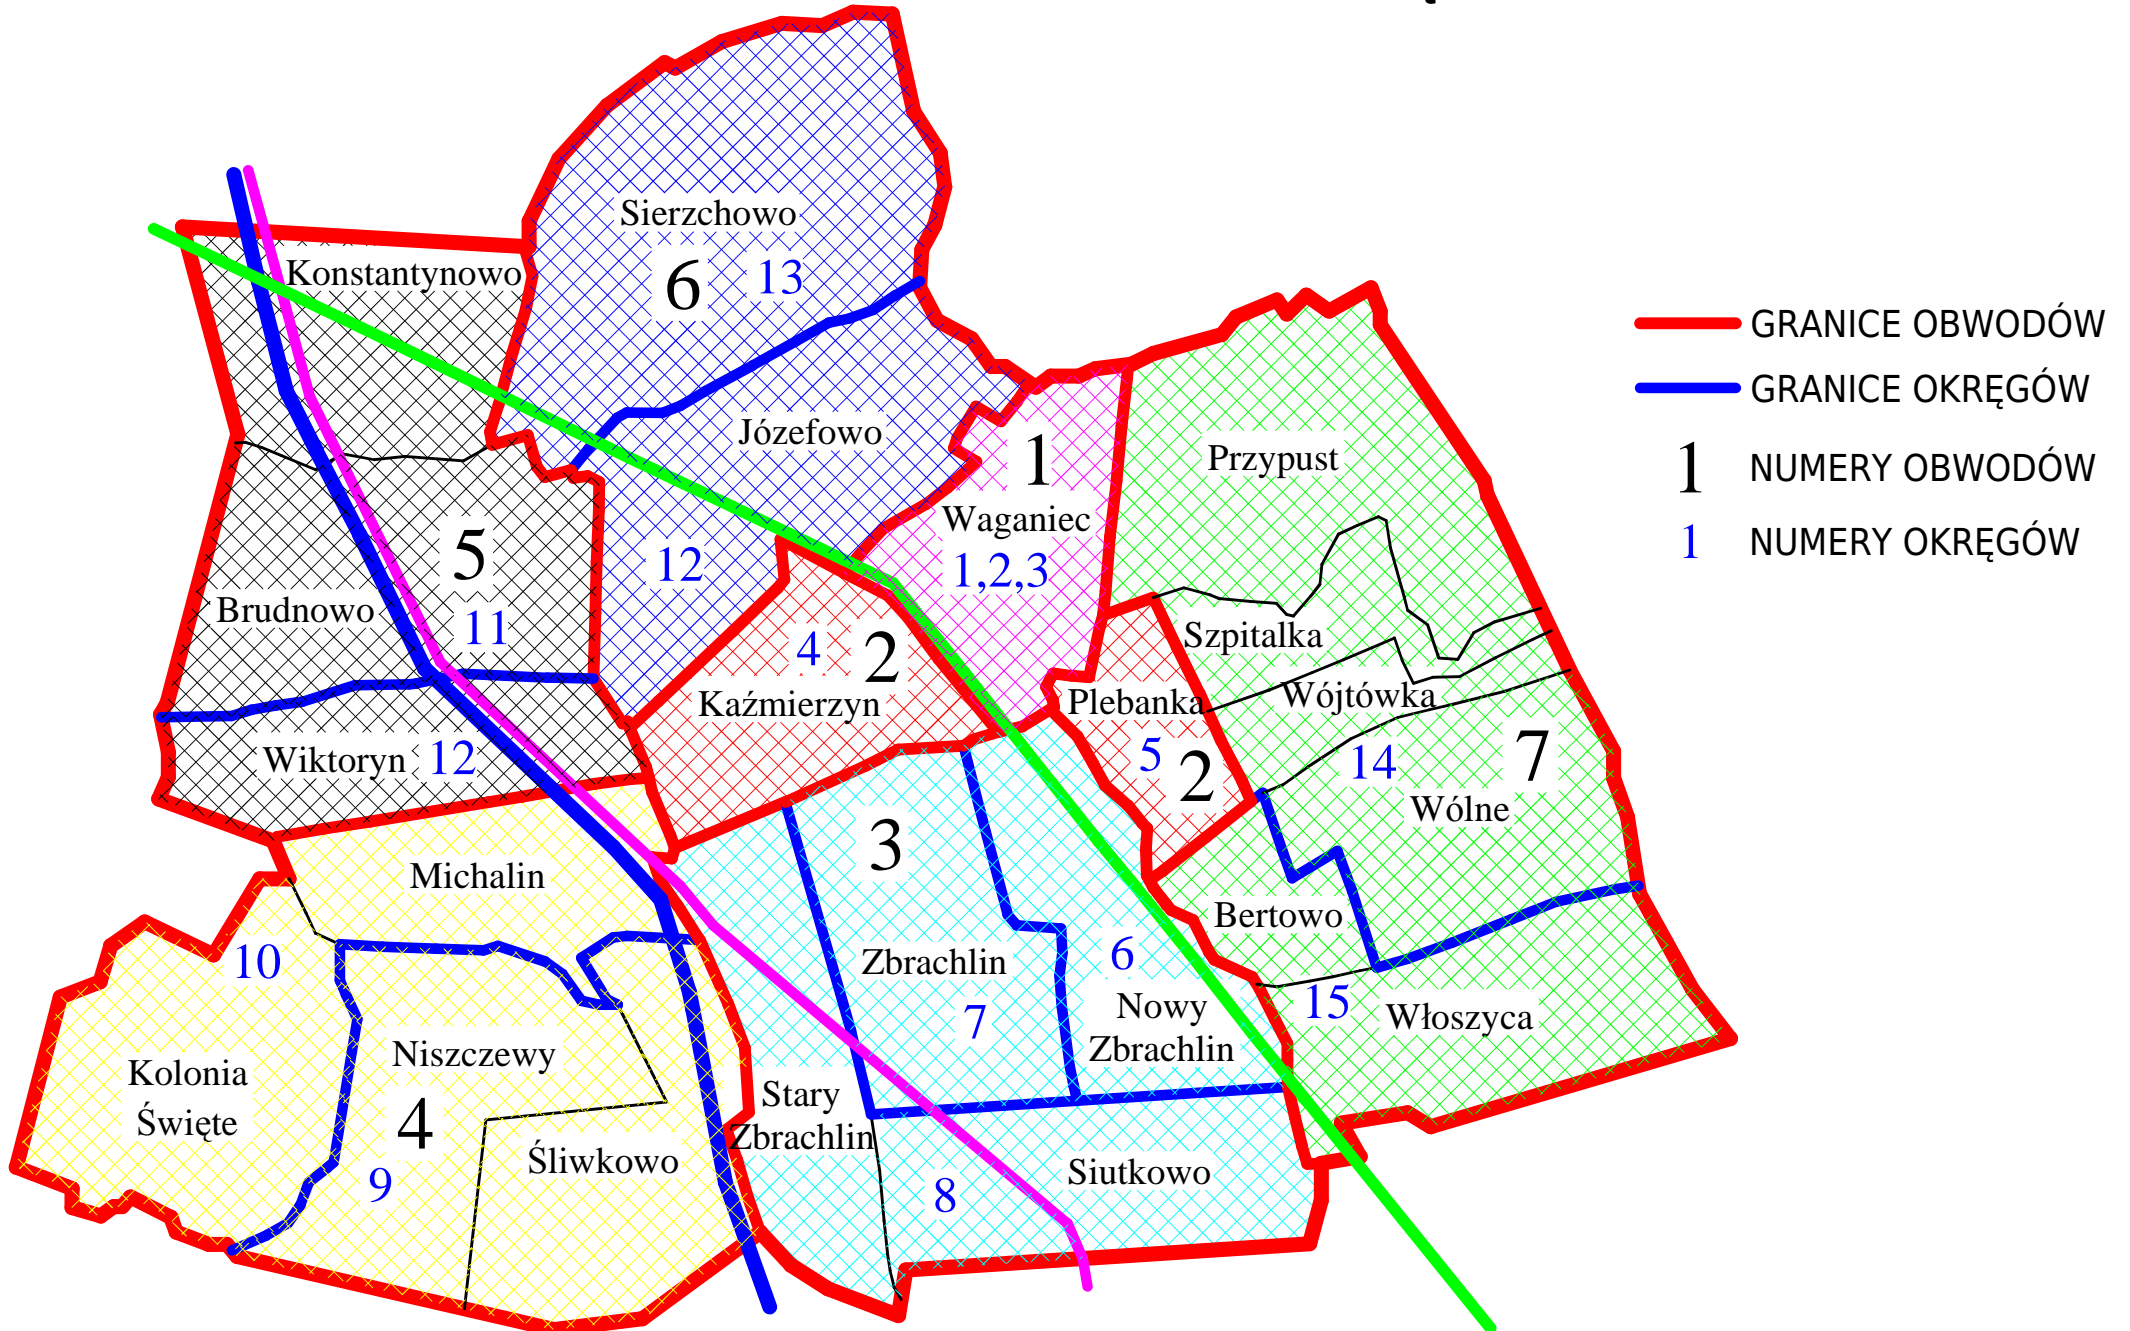 Sierzchowo
6 13
Konstantynowo
GRANICE OBWODÓW
GRANICE OKRĘGÓW
1 NUMERY OBWODÓW
1 NUMERY OKRĘGÓW
Józefowo
1
Waganiec
1,2,3
Przypust
5
11
12
Brudnowo
4 2
Kaźmierzyn
Szpitalka
Plebanka
Wójtówka
5 2
14 7
Wólne
Wiktoryn 12
3
Michalin
Bertowo
10
Zbrachlin
7
6
Nowy
Zbrachlin
15
Włoszyca
Kolonia
Święte
Niszczewy
4
9
Śliwkowo
Stary
Zbrachlin
8
Siutkowo